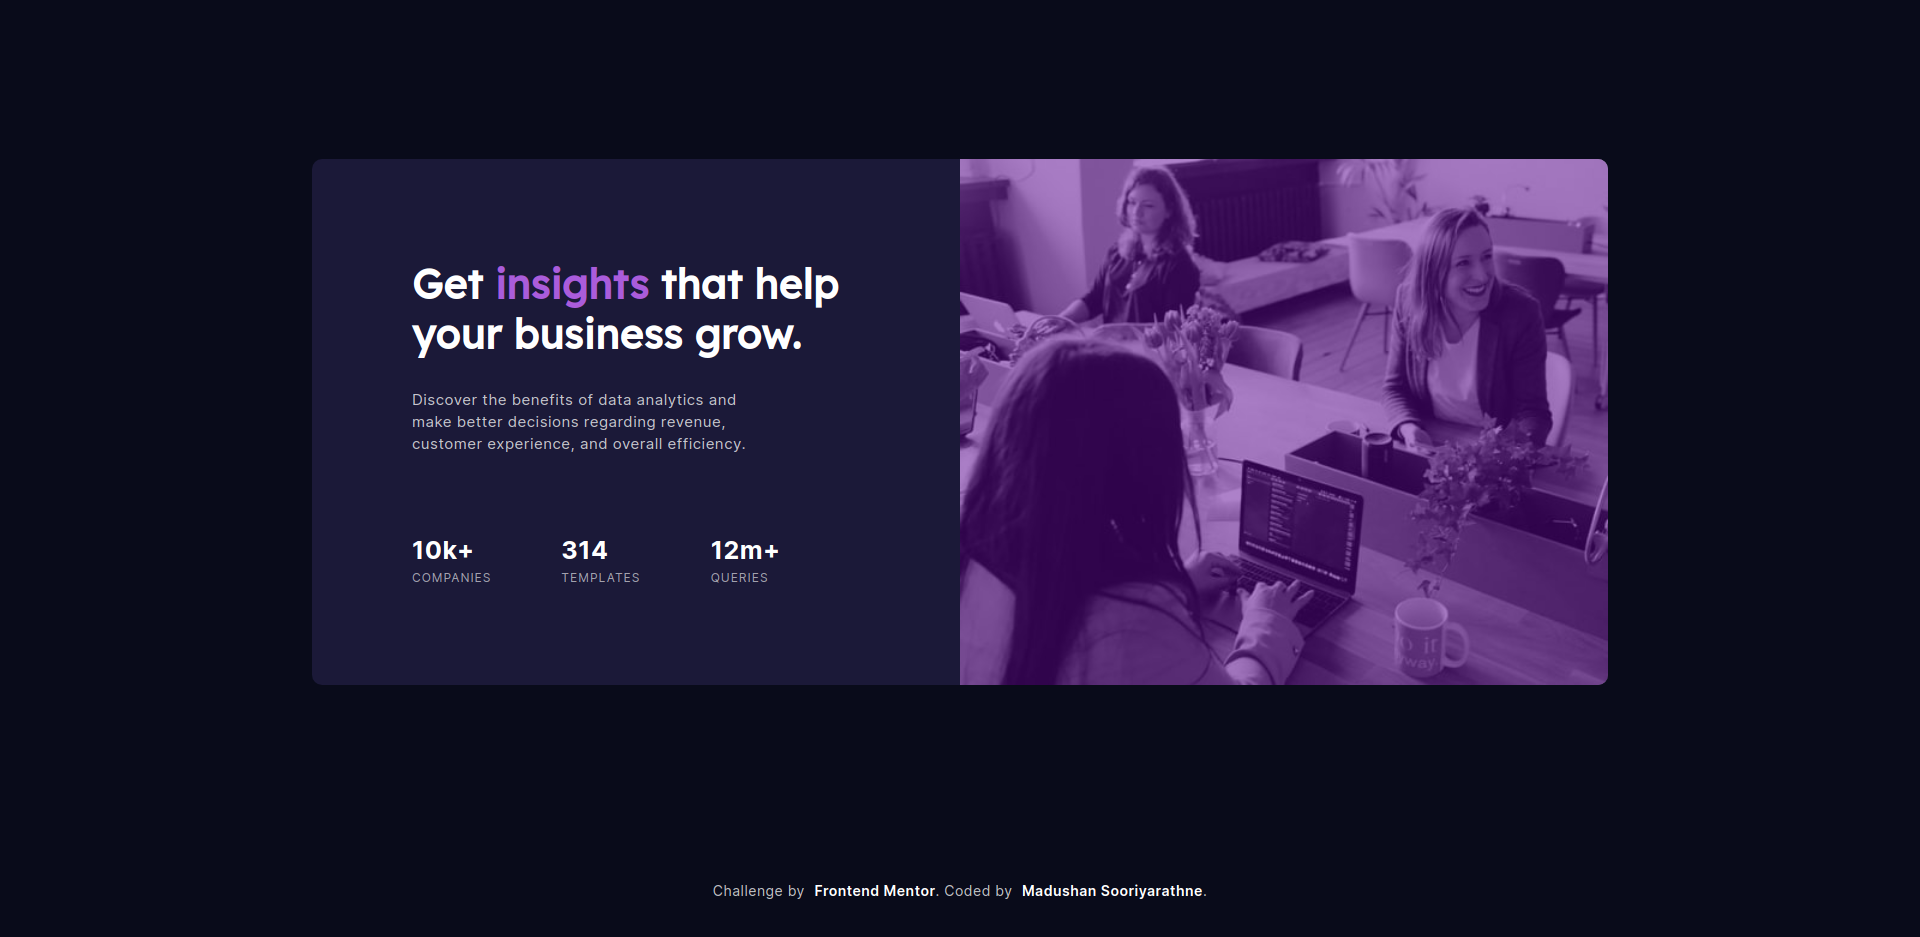 Get insights that help
your business grow.
Discover the benefits of data analytics and
make better decisions regarding revenue,
customer experience, and overall efficiency.
10k+ 314 12m+
COMPANIES TEMPLATES QUERIES
it
way
Challenge by Frontend Mentor. Coded by Madushan Sooriyarathne.